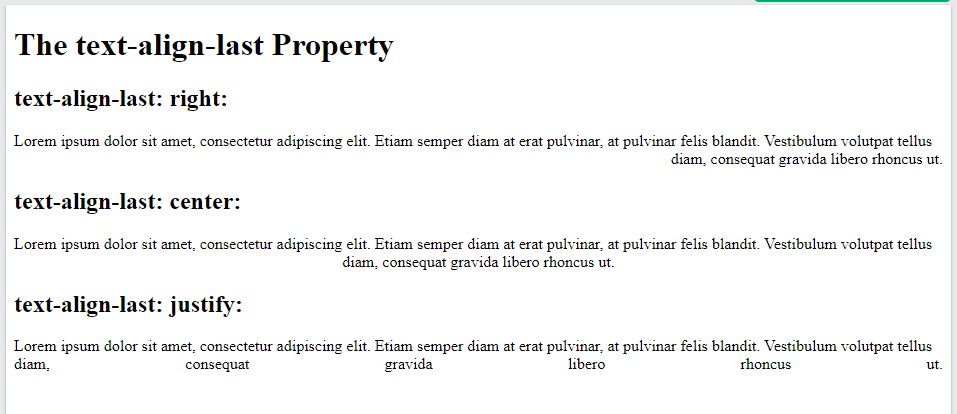 The text-align-last Property
text-align-last: right:
Lorem ipsum dolor sit amet, consectetur adipiscing elit. Etiam semper diam at erat pulvinar, at pulvinar felis blandit. Vestibulum volutpat tellus
diam, consequat gravida libero rhoncus ut.
text-align-last: center:
Lorem ipsum dolor sit amet, consectetur adipiscing elit. Etiam semper diam at erat pulvinar, at pulvinar felis blandit. Vestibulum volutpat tellus
diam, consequat gravida libero rhoncus ut.
text-align-last: justify:
Lorem ipsum dolor sit amet, consectetur adipiscing elit. Etiam semper diam at erat pulvinar, at pulvinar felis blandit. Vestibulum volutpat tellus
diam, consequat gravida libero rhoncus ut.